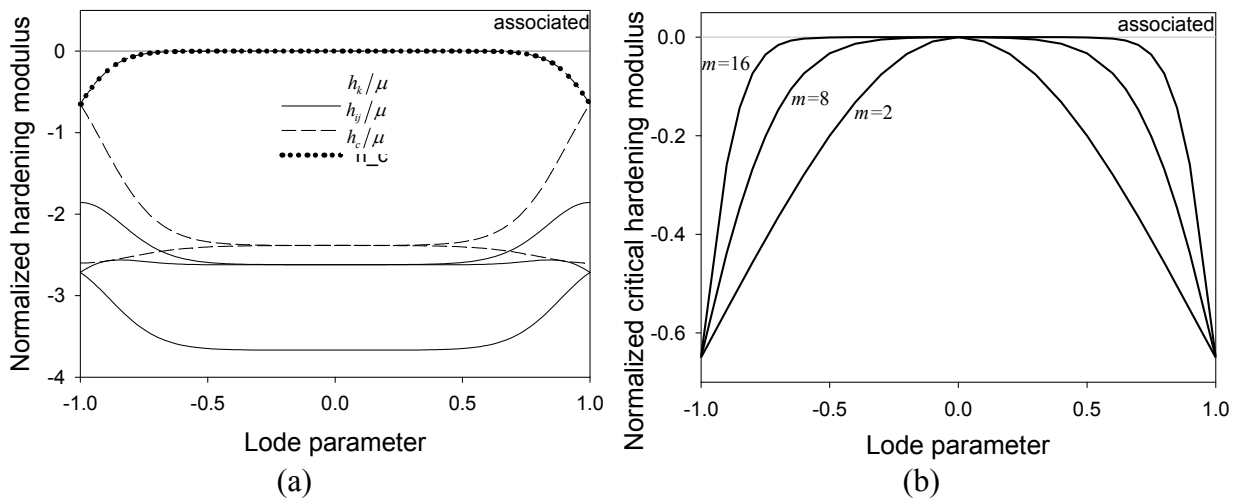 associated
0
-1
-2
-3
-4
-1.0 -0.5 0.0 0.5 1.0
Normalized hardening modulus
Lode parameter
h_k/μ
h_ij/μ
h_c/μ
(a)
associated
0.0
-0.2
-0.4
-0.6
-1.0 -0.5 0.0 0.5 1.0
Normalized critical hardening modulus
Lode parameter
m=16
m=8
m=2
(b)